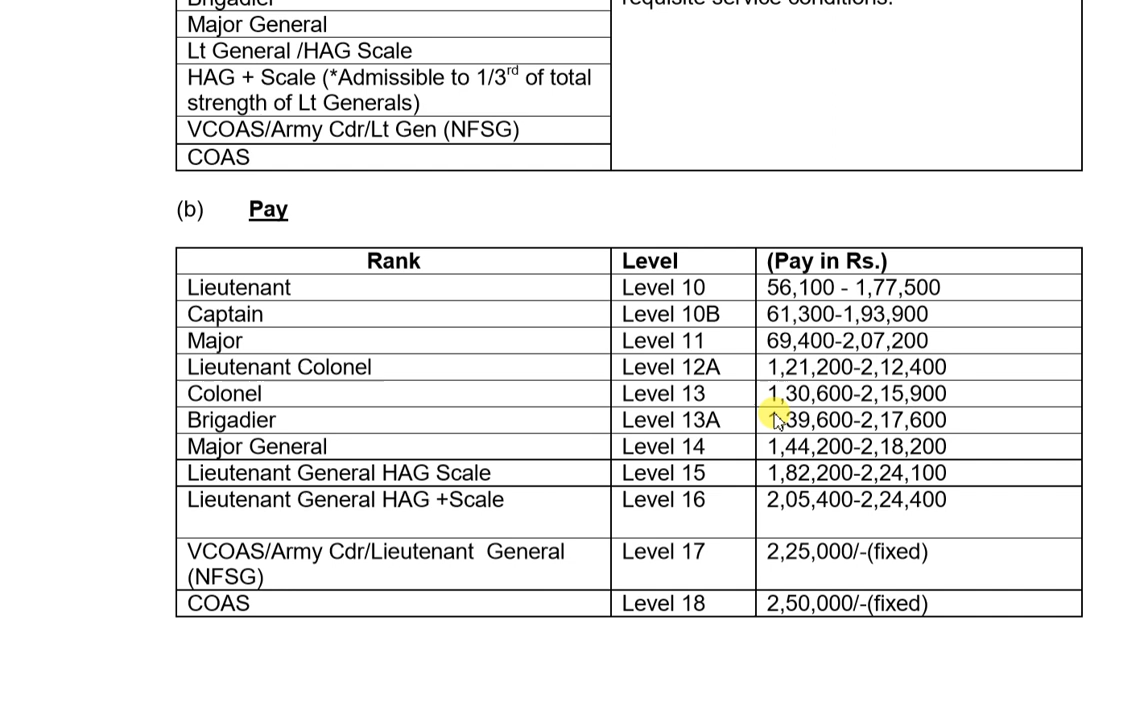 Brigadier
requisite service conditions.
Major General
Lt General /HAG Scale
HAG + Scale (*Admissible to 1/3rd of total
strength of Lt Generals)
VCOAS/Army Cdr/Lt Gen (NFSG)
COAS
(b) Pay
Rank Level (Pay in Rs.)
Lieutenant Level 10 56,100 - 1,77,500
Captain Level 10B 61,300-1,93,900
Major Level 11 69,400-2,07,200
Lieutenant Colonel Level 12A 1,21,200-2,12,400
Colonel Level 13 1,30,600-2,15,900
Brigadier Level 13A 1,39,600-2,17,600
Major General Level 14 1,44,200-2,18,200
Lieutenant General HAG Scale Level 15 1,82,200-2,24,100
Lieutenant General HAG +Scale Level 16 2,05,400-2,24,400
VCOAS/Army Cdr/Lieutenant General Level 17 2,25,000/-(fixed)
(NFSG)
COAS Level 18 2,50,000/-(fixed)